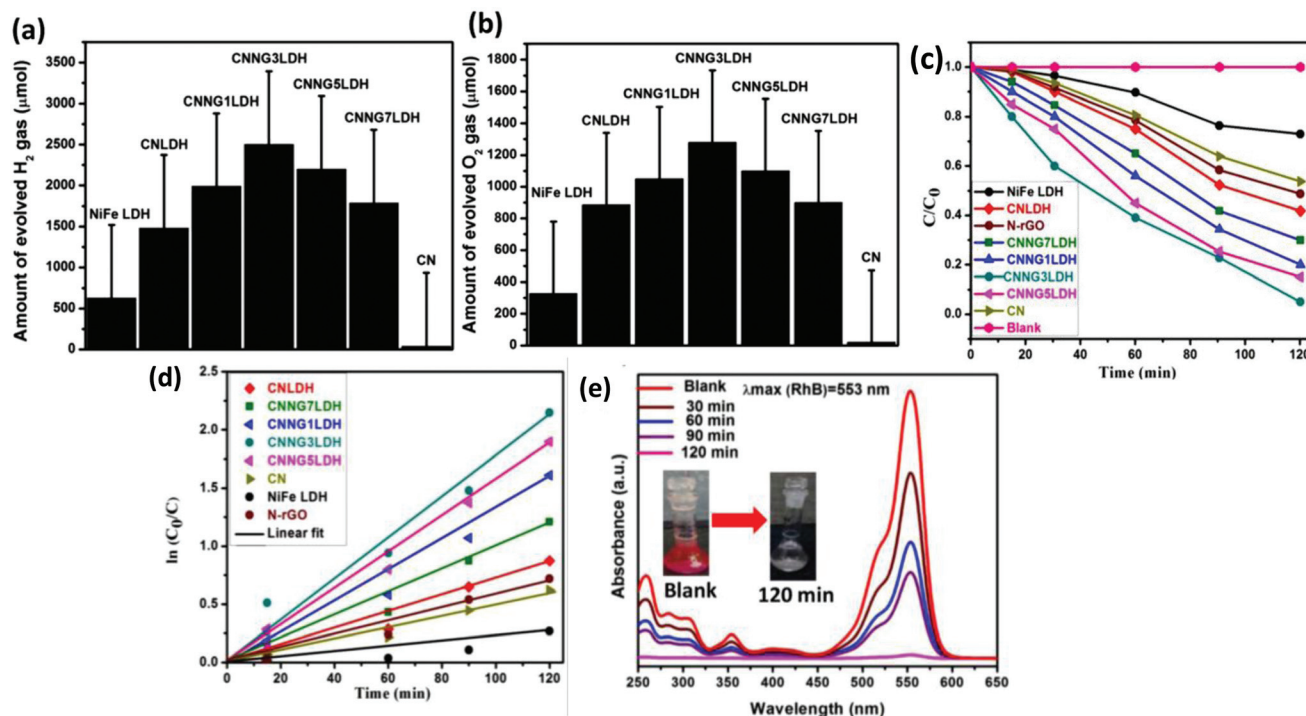 (a)
Amount of evolved H2 gas (μmol)
3500
3000
2500
2000
1500
1000
500
0
NiFe LDH
CNLDH
CNNG1LDH
CNNG3LDH
CNNG5LDH
CNNG7LDH
CN
(b)
Amount of evolved O2 gas (μmol)
1800
1600
1400
1200
1000
800
600
400
200
0
NiFe LDH
CNLDH
CNNG1LDH
CNNG3LDH
CNNG5LDH
CNNG7LDH
CN
(c)
C/C0
1.0
0.8
0.6
0.4
0.2
0.0
NiFe LDH
CNLDH
N-rGO
CNNG7LDH
CNNG1LDH
CNNG3LDH
CNNG5LDH
CN
Blank
0 20 40 60 80 100 120
Time (min)
(d)
ln (C0/C)
2.5
2.0
1.5
1.0
0.5
0.0
CNLDH
CNNG7LDH
CNNG1LDH
CNNG3LDH
CNNG5LDH
CN
NiFe LDH
N-rGO
Linear fit
0 20 40 60 80 100 120
Time (min)
(e)
Absorbance (a.u.)
Blank
30 min
60 min
90 min
120 min
λmax (RhB)=553 nm
Blank
120 min
250 300 350 400 450 500 550 600 650
Wavelength (nm)